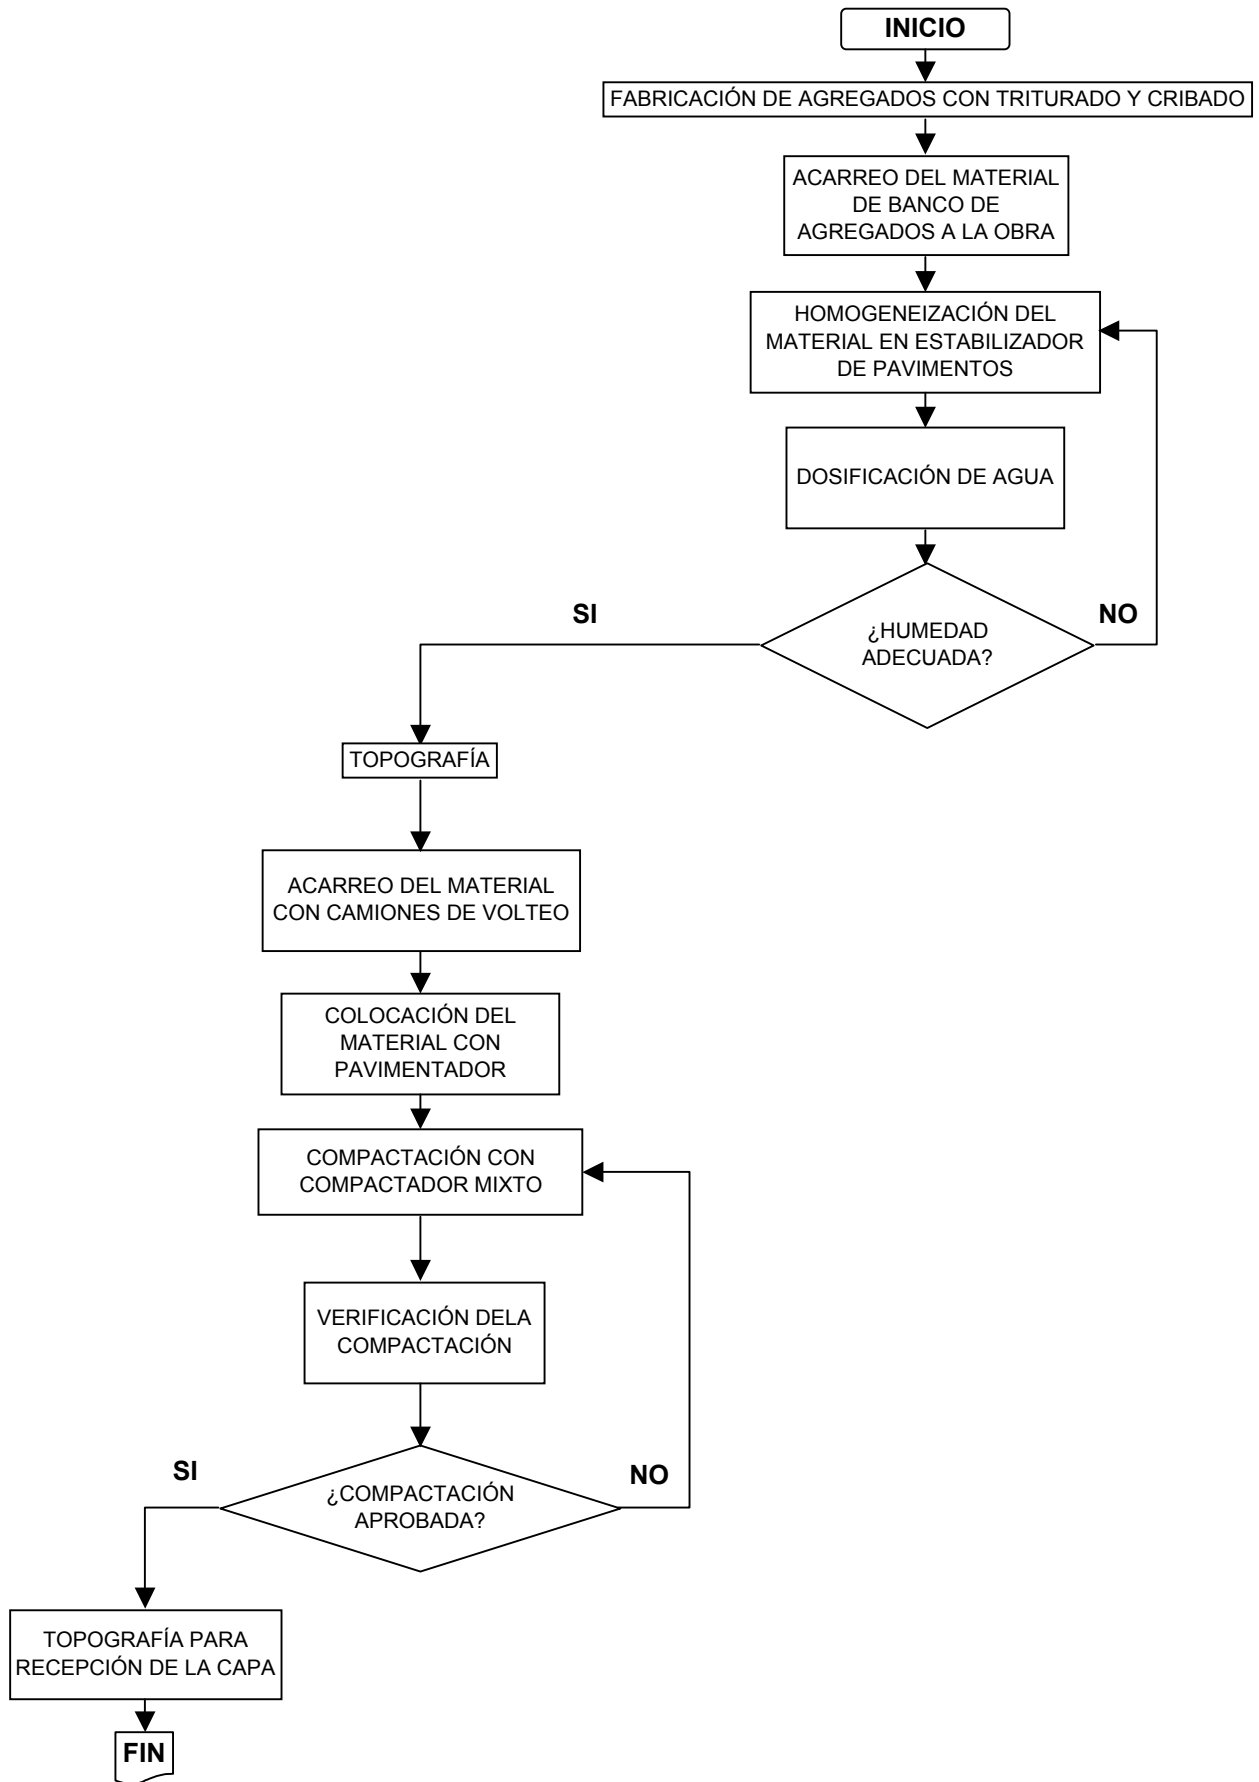 INICIO
FABRICACIÓN DE AGREGADOS CON TRITURADO Y CRIBADO
ACARREO DEL MATERIAL
DE BANCO DE
AGREGADOS A LA OBRA
HOMOGENEIZACIÓN DEL
MATERIAL EN ESTABILIZADOR
DE PAVIMENTOS
DOSIFICACIÓN DE AGUA
SI
NO
¿HUMEDAD
ADECUADA?
TOPOGRAFÍA
ACARREO DEL MATERIAL
CON CAMIONES DE VOLTEO
COLOCACIÓN DEL
MATERIAL CON
PAVIMENTADOR
COMPACTACIÓN CON
COMPACTADOR MIXTO
VERIFICACIÓN DELA
COMPACTACIÓN
SI
NO
¿COMPACTACIÓN
APROBADA?
TOPOGRAFÍA PARA
RECEPCIÓN DE LA CAPA
FIN